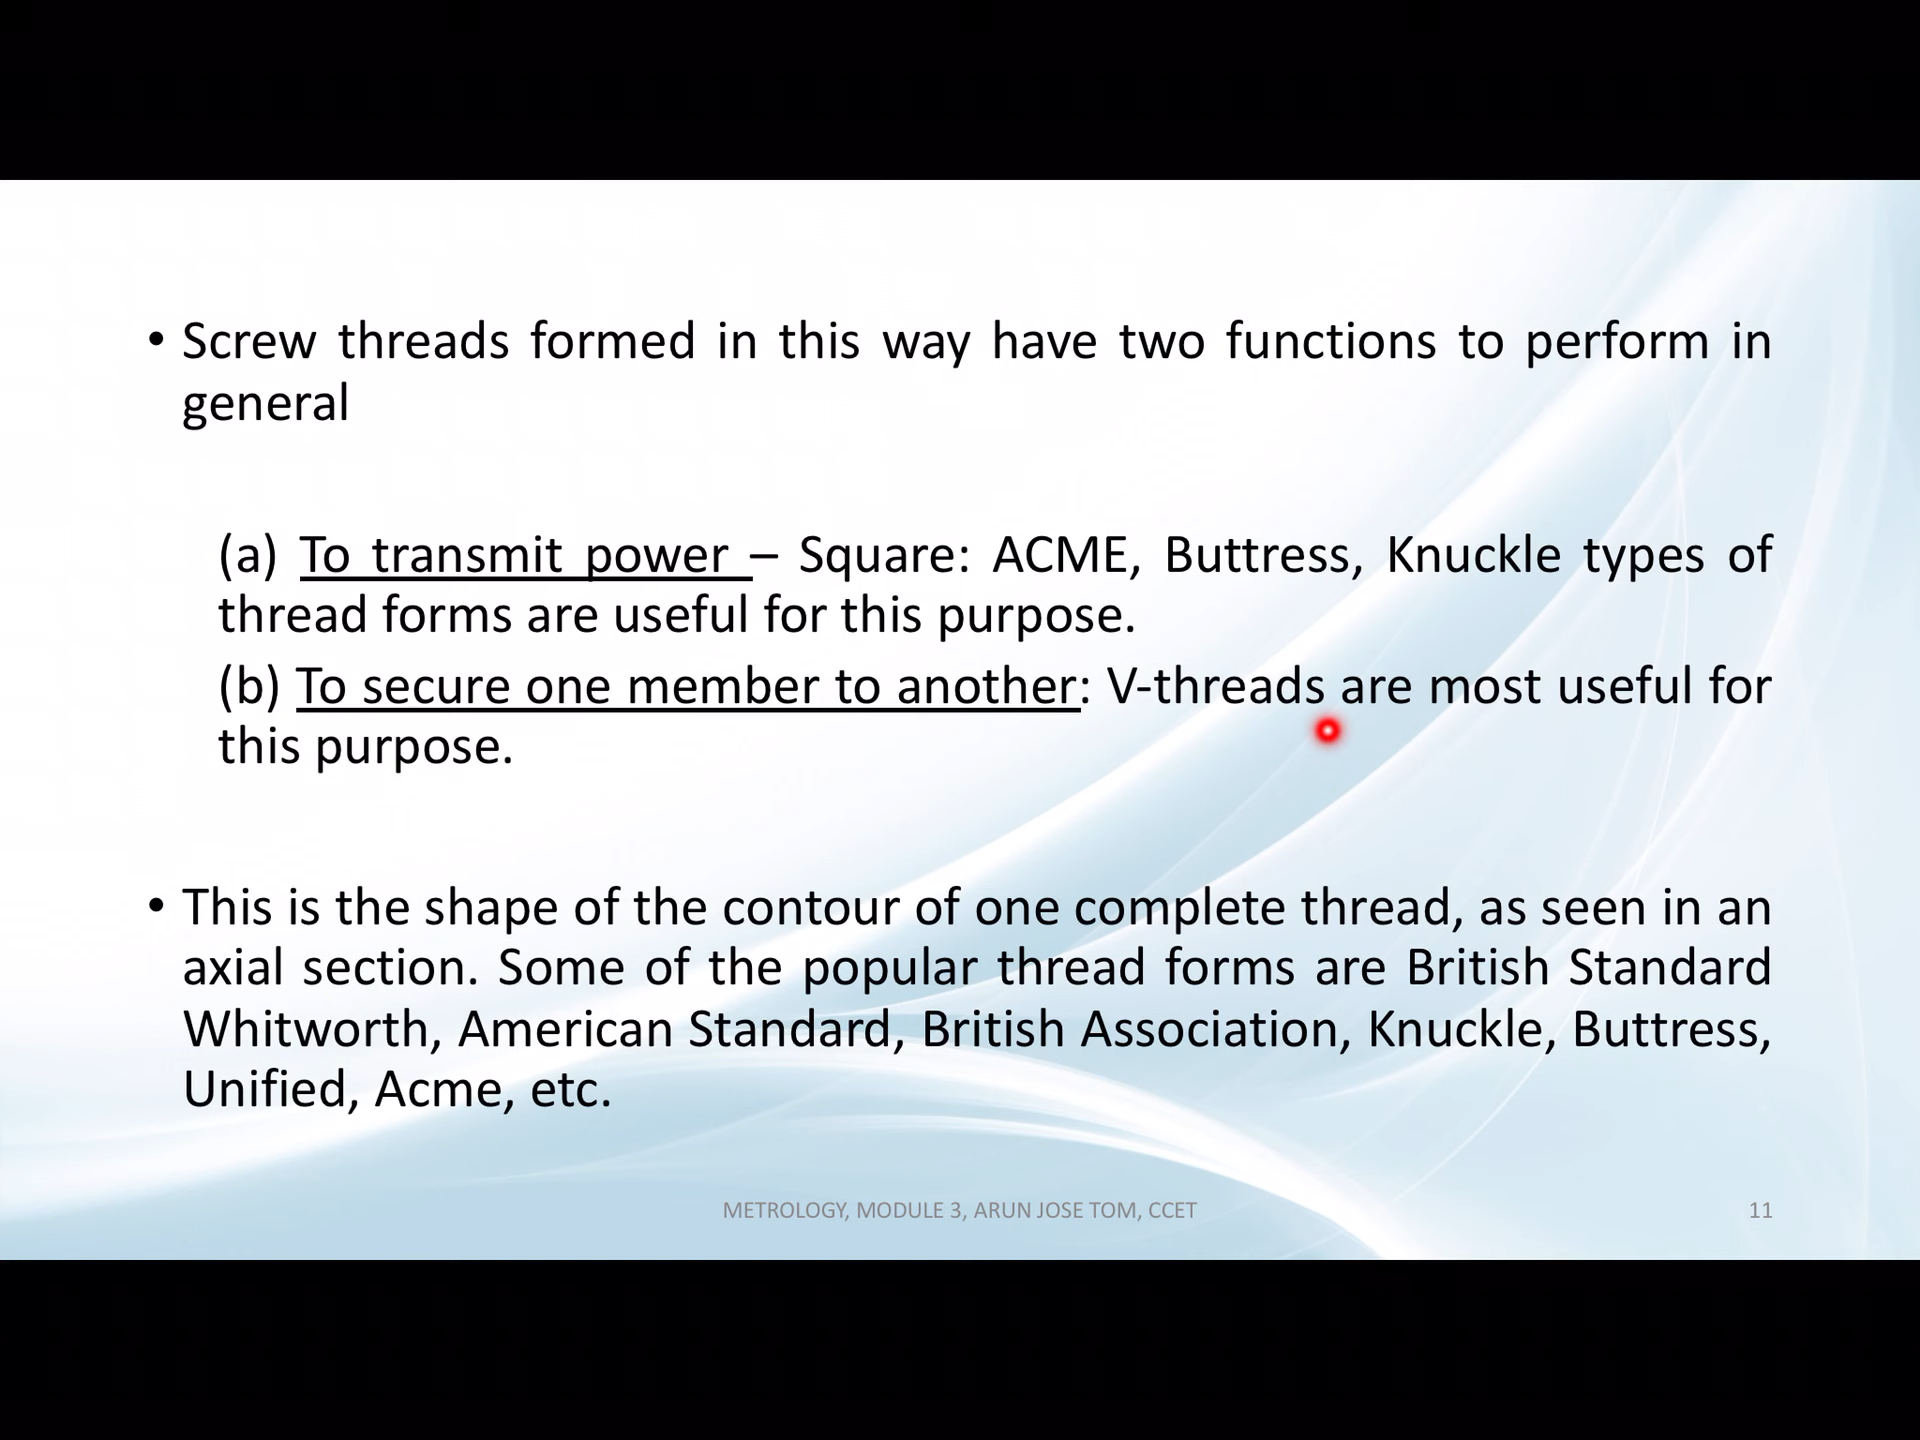 • Screw threads formed in this way have two functions to perform in
general
(a) To transmit power – Square: ACME, Buttress, Knuckle types of
thread forms are useful for this purpose.
(b) To secure one member to another: V-threads are most useful for
this purpose.
• This is the shape of the contour of one complete thread, as seen in an
axial section. Some of the popular thread forms are British Standard
Whitworth, American Standard, British Association, Knuckle, Buttress,
Unified, Acme, etc.
METROLOGY, MODULE 3, ARUN JOSE TOM, CCET
11